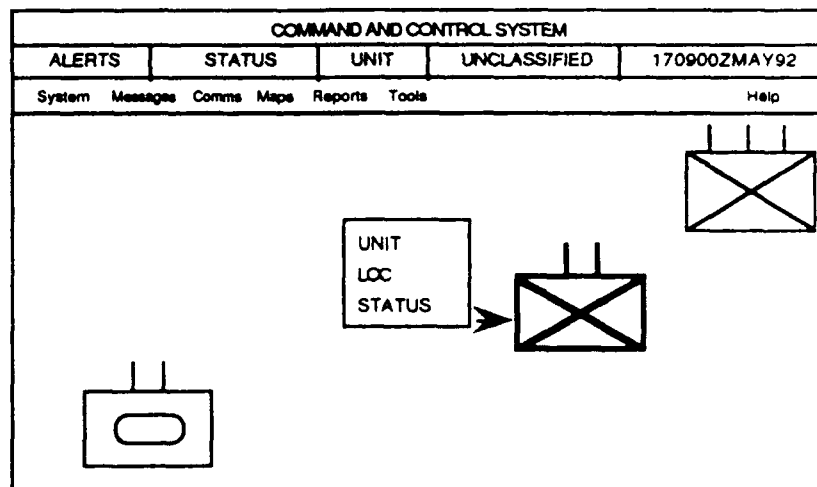 COMMAND AND CONTROL SYSTEM
ALERTS STATUS UNIT UNCLASSIFIED 170900ZMAY92
System Messages Comms Maps Reports Tools Help
UNIT
LOC
STATUS